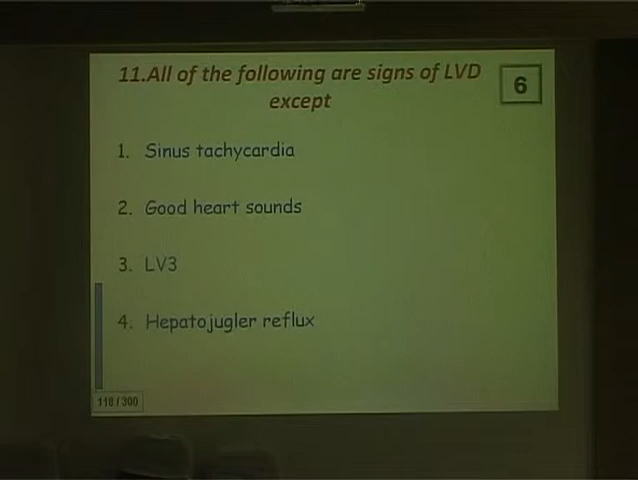 11.All of the following are signs of LVD
except
6
1. Sinus tachycardia
2. Good heart sounds
3. LV3
4. Hepatojugler reflux
118 / 300